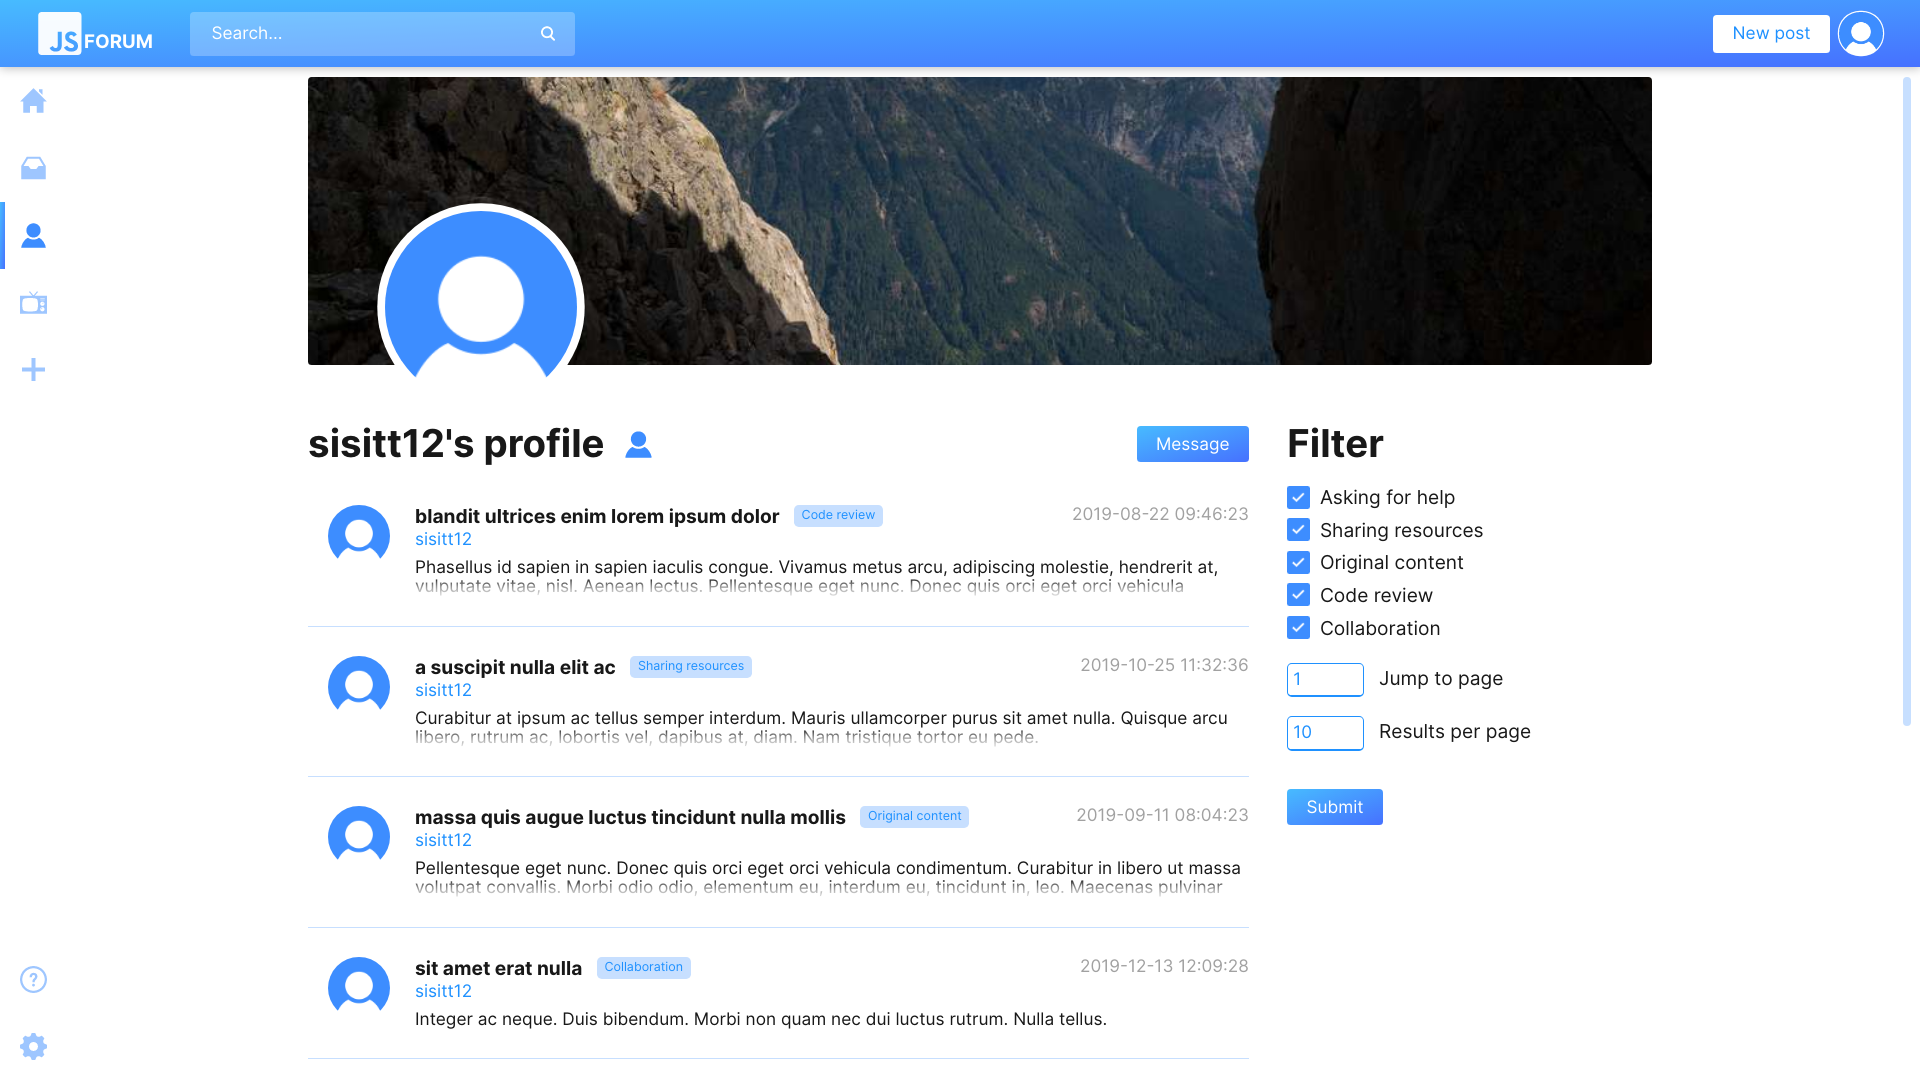 JS FORUM
Search...
New post
sisitt12's profile
Message
blandit ultrices enim lorem ipsum dolor
Code review
2019-08-22 09:46:23
sisitt12
Phasellus id sapien in sapien iaculis congue. Vivamus metus arcu, adipiscing molestie, hendrerit at,
vulputate vitae, nisl. Aenean lectus. Pellentesque eget nunc. Donec quis orci eget orci vehicula
a suscipit nulla elit ac
Sharing resources
2019-10-25 11:32:36
sisitt12
Curabitur at ipsum ac tellus semper interdum. Mauris ullamcorper purus sit amet nulla. Quisque arcu
libero, rutrum ac, lobortis vel, dapibus at, diam. Nam tristique tortor eu pede.
massa quis augue luctus tincidunt nulla mollis
Original content
2019-09-11 08:04:23
sisitt12
Pellentesque eget nunc. Donec quis orci eget orci vehicula condimentum. Curabitur in libero ut massa
volutpat convallis. Morbi odio odio, elementum eu, interdum eu, tincidunt in, leo. Maecenas pulvinar
sit amet erat nulla
Collaboration
2019-12-13 12:09:28
sisitt12
Integer ac neque. Duis bibendum. Morbi non quam nec dui luctus rutrum. Nulla tellus.
Filter
Asking for help
Sharing resources
Original content
Code review
Collaboration
1 Jump to page
10 Results per page
Submit
?